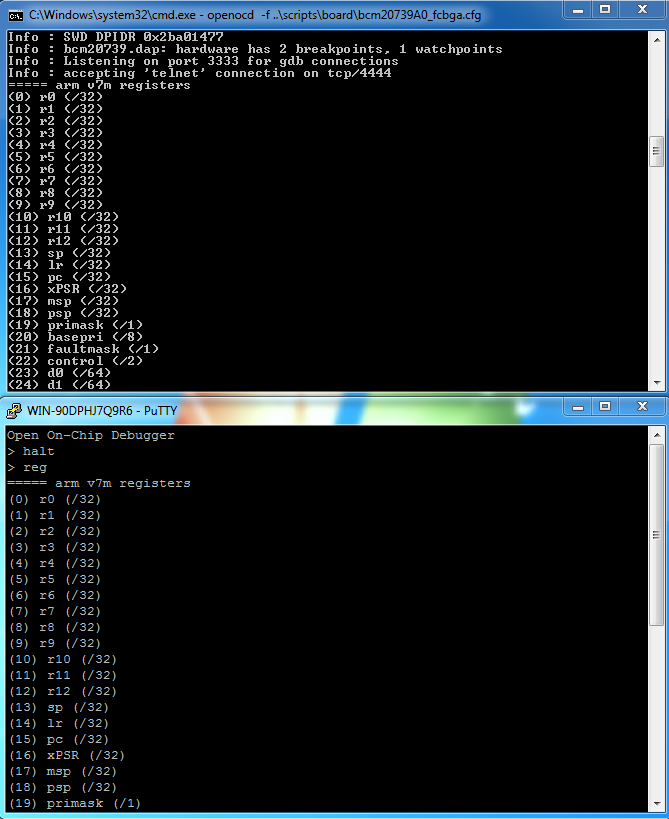 C:\Windows\system32\cmd.exe - openocd -f ..\scripts\board\bcm20739A0_fcbga.cfg
Info : SWD DPIDR 0x2ba01477
Info : bcm20739.dap: hardware has 2 breakpoints, 1 watchpoints
Info : Listening on port 3333 for gdb connections
Info : accepting 'telnet' connection on tcp/4444
===== arm v7m registers
(0) r0 (/32)
(1) r1 (/32)
(2) r2 (/32)
(3) r3 (/32)
(4) r4 (/32)
(5) r5 (/32)
(6) r6 (/32)
(7) r7 (/32)
(8) r8 (/32)
(9) r9 (/32)
(10) r10 (/32)
(11) r11 (/32)
(12) r12 (/32)
(13) sp (/32)
(14) lr (/32)
(15) pc (/32)
(16) xPSR (/32)
(17) msp (/32)
(18) psp (/32)
(19) primask (/1)
(20) basepri (/8)
(21) faultmask (/1)
(22) control (/2)
(23) d0 (/64)
(24) d1 (/64)
WIN-90DPHJ7Q9R6 - PuTTY
Open On-Chip Debugger
> halt
> reg
===== arm v7m registers
(0) r0 (/32)
(1) r1 (/32)
(2) r2 (/32)
(3) r3 (/32)
(4) r4 (/32)
(5) r5 (/32)
(6) r6 (/32)
(7) r7 (/32)
(8) r8 (/32)
(9) r9 (/32)
(10) r10 (/32)
(11) r11 (/32)
(12) r12 (/32)
(13) sp (/32)
(14) lr (/32)
(15) pc (/32)
(16) xPSR (/32)
(17) msp (/32)
(18) psp (/32)
(19) primask (/1)